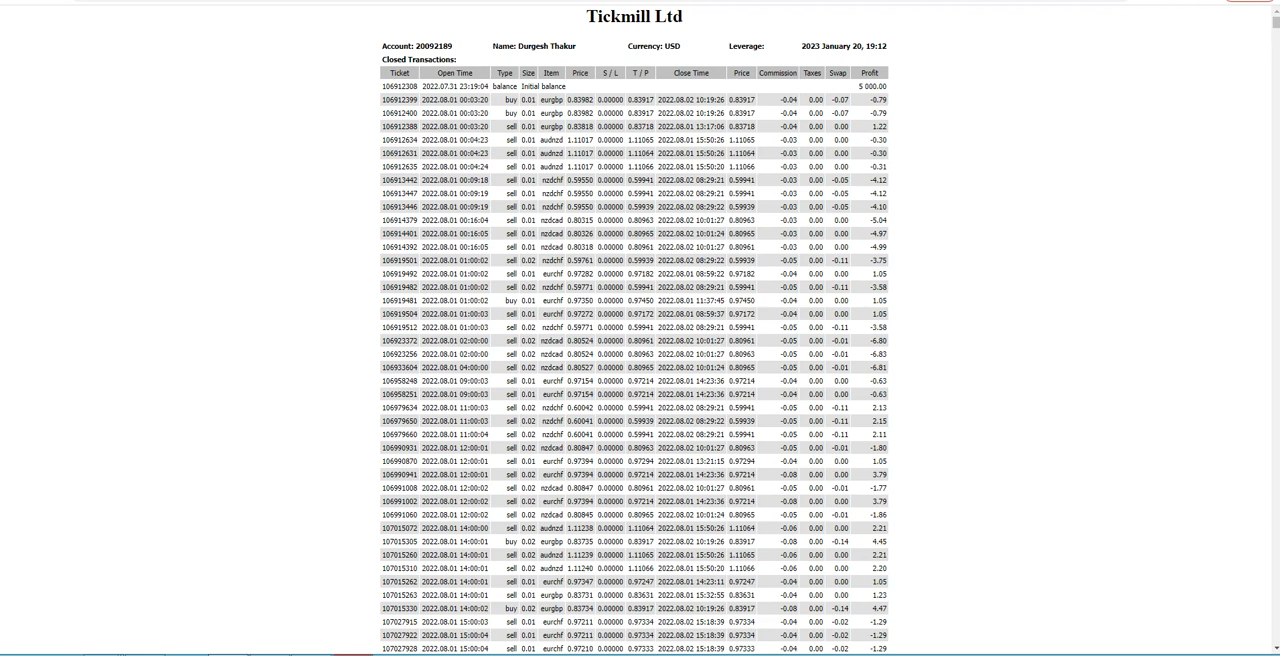 Tickmill Ltd
Account: 20092189 Name: Durgesh Thakur Currency: USD Leverage: 2023 January 20, 19:12
Closed Transactions:
Ticket Open Time Type Size Item Price S / L T / P Close Time Price Commission Taxes Swap Profit
106912308 2022.07.31 23:19:04 balance Initial balance 5 000.00
106912399 2022.08.01 00:03:20 buy 0.01 eurgbp 0.83982 0.00000 0.83917 2022.08.02 10:19:26 0.83917 -0.04 0.00 -0.07 -0.79
106912400 2022.08.01 00:03:20 buy 0.01 eurgbp 0.83982 0.00000 0.83917 2022.08.02 10:19:26 0.83917 -0.04 0.00 -0.07 -0.79
106912388 2022.08.01 00:03:20 sell 0.01 eurgbp 0.83818 0.00000 0.83718 2022.08.01 13:17:06 0.83718 -0.04 0.00 0.00 1.22
106912634 2022.08.01 00:04:23 sell 0.01 audnzd 1.11017 0.00000 1.11065 2022.08.01 15:50:26 1.11065 -0.03 0.00 0.00 -0.30
106912631 2022.08.01 00:04:23 sell 0.01 audnzd 1.11017 0.00000 1.11064 2022.08.01 15:50:26 1.11064 -0.03 0.00 0.00 -0.30
106912635 2022.08.01 00:04:24 sell 0.01 audnzd 1.11017 0.00000 1.11066 2022.08.01 15:50:20 1.11066 -0.03 0.00 0.00 -0.31
106913442 2022.08.01 00:09:18 sell 0.01 nzdchf 0.59550 0.00000 0.59941 2022.08.02 08:29:21 0.59941 -0.03 0.00 -0.05 -4.12
106913447 2022.08.01 00:09:19 sell 0.01 nzdchf 0.59550 0.00000 0.59941 2022.08.02 08:29:21 0.59941 -0.03 0.00 -0.05 -4.12
106913446 2022.08.01 00:09:19 sell 0.01 nzdchf 0.59550 0.00000 0.59939 2022.08.02 08:29:22 0.59939 -0.03 0.00 -0.05 -4.10
106914379 2022.08.01 00:16:04 sell 0.01 nzdcad 0.80315 0.00000 0.80963 2022.08.02 10:01:27 0.80963 -0.03 0.00 0.00 -5.04
106914401 2022.08.01 00:16:05 sell 0.01 nzdcad 0.80326 0.00000 0.80965 2022.08.02 10:01:24 0.80965 -0.03 0.00 0.00 -4.97
106914392 2022.08.01 00:16:05 sell 0.01 nzdcad 0.80318 0.00000 0.80961 2022.08.02 10:01:27 0.80961 -0.03 0.00 0.00 -4.99
106919501 2022.08.01 01:00:02 sell 0.02 nzdchf 0.59761 0.00000 0.59939 2022.08.02 08:29:22 0.59939 -0.05 0.00 -0.11 -3.75
106919492 2022.08.01 01:00:02 sell 0.01 eurchf 0.97282 0.00000 0.97182 2022.08.01 08:59:22 0.97182 -0.04 0.00 0.00 1.05
106919482 2022.08.01 01:00:02 sell 0.02 nzdchf 0.59771 0.00000 0.59941 2022.08.02 08:29:21 0.59941 -0.05 0.00 -0.11 -3.58
106919481 2022.08.01 01:00:02 buy 0.01 eurchf 0.97350 0.00000 0.97450 2022.08.01 11:37:45 0.97450 -0.04 0.00 0.00 1.05
106919504 2022.08.01 01:00:03 sell 0.01 eurchf 0.97272 0.00000 0.97172 2022.08.01 08:59:37 0.97172 -0.04 0.00 0.00 1.05
106919512 2022.08.01 01:00:03 sell 0.02 nzdchf 0.59771 0.00000 0.59941 2022.08.02 08:29:21 0.59941 -0.05 0.00 -0.11 -3.58
106923372 2022.08.01 02:00:00 sell 0.02 nzdcad 0.80524 0.00000 0.80961 2022.08.02 10:01:27 0.80961 -0.05 0.00 -0.01 -6.80
106923256 2022.08.01 02:00:00 sell 0.02 nzdcad 0.80524 0.00000 0.80963 2022.08.02 10:01:27 0.80963 -0.05 0.00 -0.01 -6.83
106933604 2022.08.01 04:00:00 sell 0.02 nzdcad 0.80527 0.00000 0.80965 2022.08.02 10:01:24 0.80965 -0.05 0.00 -0.01 -6.81
106958248 2022.08.01 09:00:03 sell 0.01 eurchf 0.97154 0.00000 0.97214 2022.08.01 14:23:36 0.97214 -0.04 0.00 0.00 -0.63
106958251 2022.08.01 09:00:03 sell 0.01 eurchf 0.97154 0.00000 0.97214 2022.08.01 14:23:36 0.97214 -0.04 0.00 0.00 -0.63
106979634 2022.08.01 11:00:03 sell 0.02 nzdchf 0.60042 0.00000 0.59941 2022.08.02 08:29:21 0.59941 -0.05 0.00 -0.11 2.13
106979650 2022.08.01 11:00:03 sell 0.02 nzdchf 0.60041 0.00000 0.59939 2022.08.02 08:29:22 0.59939 -0.05 0.00 -0.11 2.15
106979660 2022.08.01 11:00:04 sell 0.02 nzdchf 0.60041 0.00000 0.59941 2022.08.02 08:29:21 0.59941 -0.05 0.00 -0.11 2.11
106990931 2022.08.01 12:00:01 sell 0.02 nzdcad 0.80847 0.00000 0.80963 2022.08.02 10:01:27 0.80963 -0.05 0.00 -0.01 -1.80
106990870 2022.08.01 12:00:01 sell 0.01 eurchf 0.97394 0.00000 0.97294 2022.08.01 13:21:15 0.97294 -0.04 0.00 0.00 1.05
106990941 2022.08.01 12:00:01 sell 0.02 eurchf 0.97394 0.00000 0.97214 2022.08.01 14:23:36 0.97214 -0.08 0.00 0.00 3.79
106991008 2022.08.01 12:00:02 sell 0.02 nzdcad 0.80847 0.00000 0.80961 2022.08.02 10:01:27 0.80961 -0.05 0.00 -0.01 -1.77
106991002 2022.08.01 12:00:02 sell 0.02 eurchf 0.97394 0.00000 0.97214 2022.08.01 14:23:36 0.97214 -0.08 0.00 0.00 3.79
106991060 2022.08.01 12:00:02 sell 0.02 nzdcad 0.80845 0.00000 0.80965 2022.08.02 10:01:24 0.80965 -0.05 0.00 -0.01 -1.86
107015072 2022.08.01 14:00:00 sell 0.02 audnzd 1.11238 0.00000 1.11064 2022.08.01 15:50:26 1.11064 -0.06 0.00 0.00 2.21
107015305 2022.08.01 14:00:01 buy 0.02 eurgbp 0.83735 0.00000 0.83917 2022.08.02 10:19:26 0.83917 -0.08 0.00 -0.14 4.45
107015260 2022.08.01 14:00:01 sell 0.02 audnzd 1.11239 0.00000 1.11065 2022.08.01 15:50:26 1.11065 -0.06 0.00 0.00 2.21
107015310 2022.08.01 14:00:01 sell 0.02 audnzd 1.11240 0.00000 1.11066 2022.08.01 15:50:20 1.11066 -0.06 0.00 0.00 2.20
107015262 2022.08.01 14:00:01 sell 0.01 eurchf 0.97347 0.00000 0.97247 2022.08.01 14:23:11 0.97247 -0.04 0.00 0.00 1.05
107015263 2022.08.01 14:00:01 sell 0.01 eurgbp 0.83731 0.00000 0.83631 2022.08.01 15:32:55 0.83631 -0.04 0.00 0.00 1.23
107015330 2022.08.01 14:00:02 buy 0.02 eurgbp 0.83734 0.00000 0.83917 2022.08.02 10:19:26 0.83917 -0.08 0.00 -0.14 4.47
107027915 2022.08.01 15:00:03 sell 0.01 eurchf 0.97211 0.00000 0.97334 2022.08.02 15:18:39 0.97334 -0.04 0.00 -0.02 -1.29
107027922 2022.08.01 15:00:04 sell 0.01 eurchf 0.97211 0.00000 0.97334 2022.08.02 15:18:39 0.97334 -0.04 0.00 -0.02 -1.29
107027928 2022.08.01 15:00:04 sell 0.01 eurchf 0.97210 0.00000 0.97333 2022.08.02 15:18:39 0.97333 -0.04 0.00 -0.02 -1.29